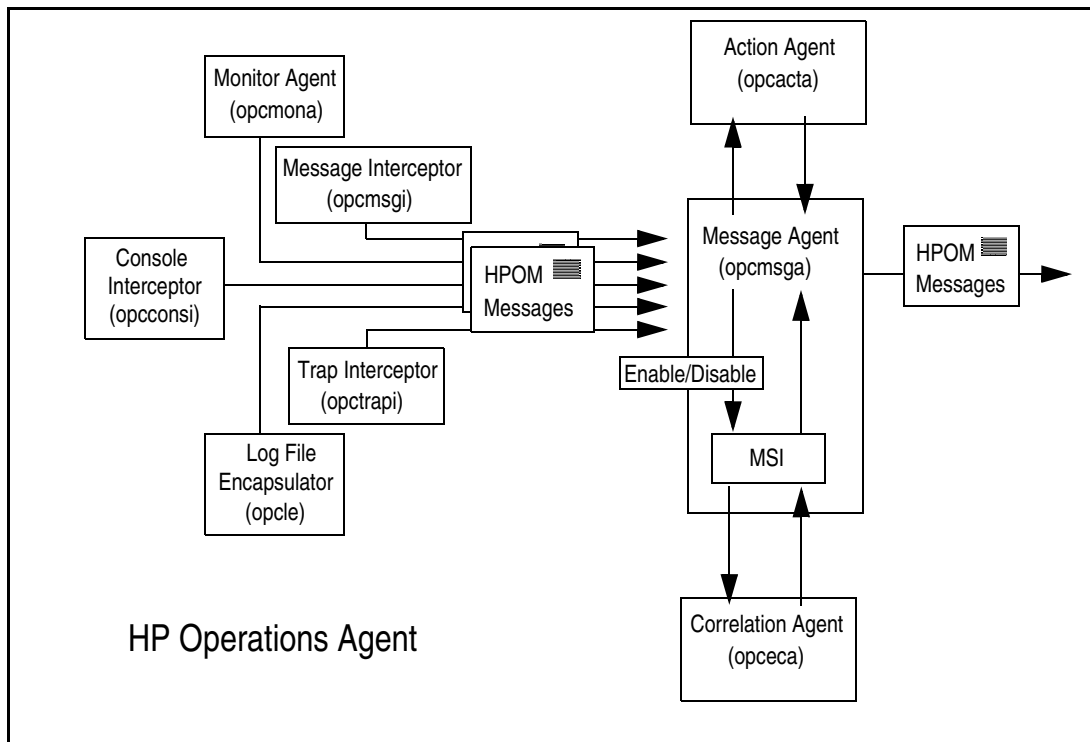 Action Agent
(opcacta)
Monitor Agent
(opcmona)
Message Interceptor
(opcmsgi)
Console
Interceptor
(opcconsi)
HPOM
Messages
Message Agent
(opcmsga)
HPOM
Messages
Trap Interceptor
(opctrapi)
Enable/Disable
Log File
Encapsulator
(opcle)
MSI
Correlation Agent
(opceca)
HP Operations Agent